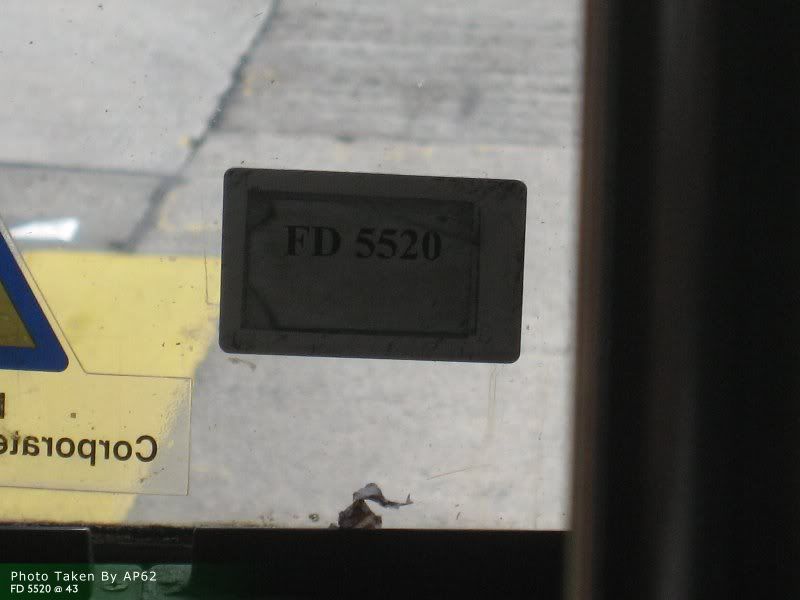 FD 5520
Corporate
Photo Taken By AP62
FD 5520 @ 43